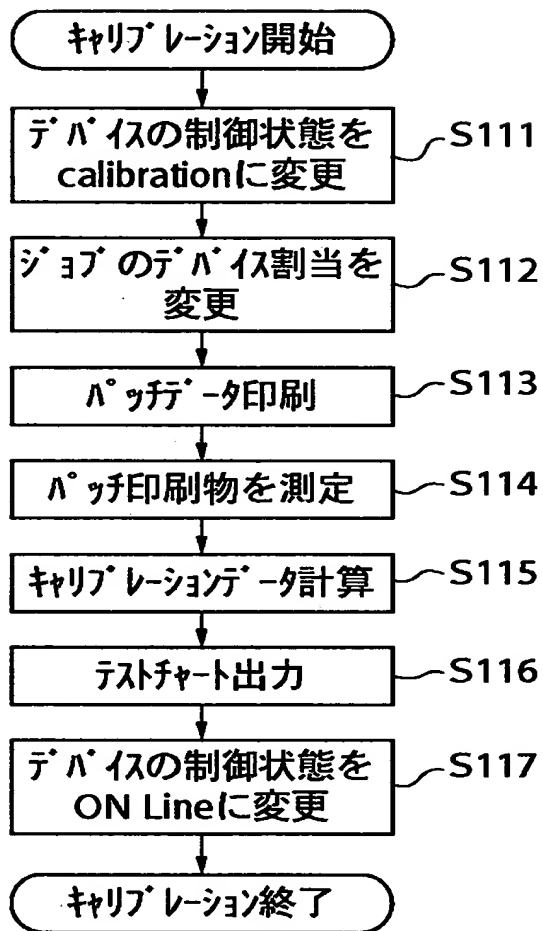 キャリブレーション開始
デバイスの制御状態を
calibrationに変更
S111
ジョブのデバイス割当を
変更
S112
パッチデータ印刷
S113
パッチ印刷物を測定
S114
キャリブレーションデータ計算
S115
テストチャート出力
S116
デバイスの制御状態を
ON Lineに変更
S117
キャリブレーション終了